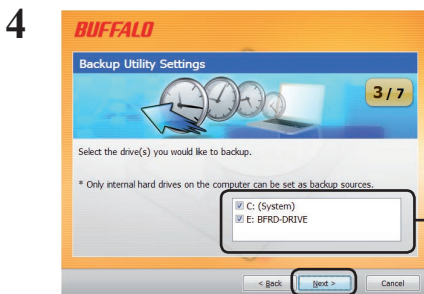 4
BUFFALO
Backup Utility Settings
3 / 7
Select the drive(s) you would like to backup.
* Only internal hard drives on the computer can be set as backup sources.
C: (System)
E: BFRD-DRIVE
< Back
Next >
Cancel